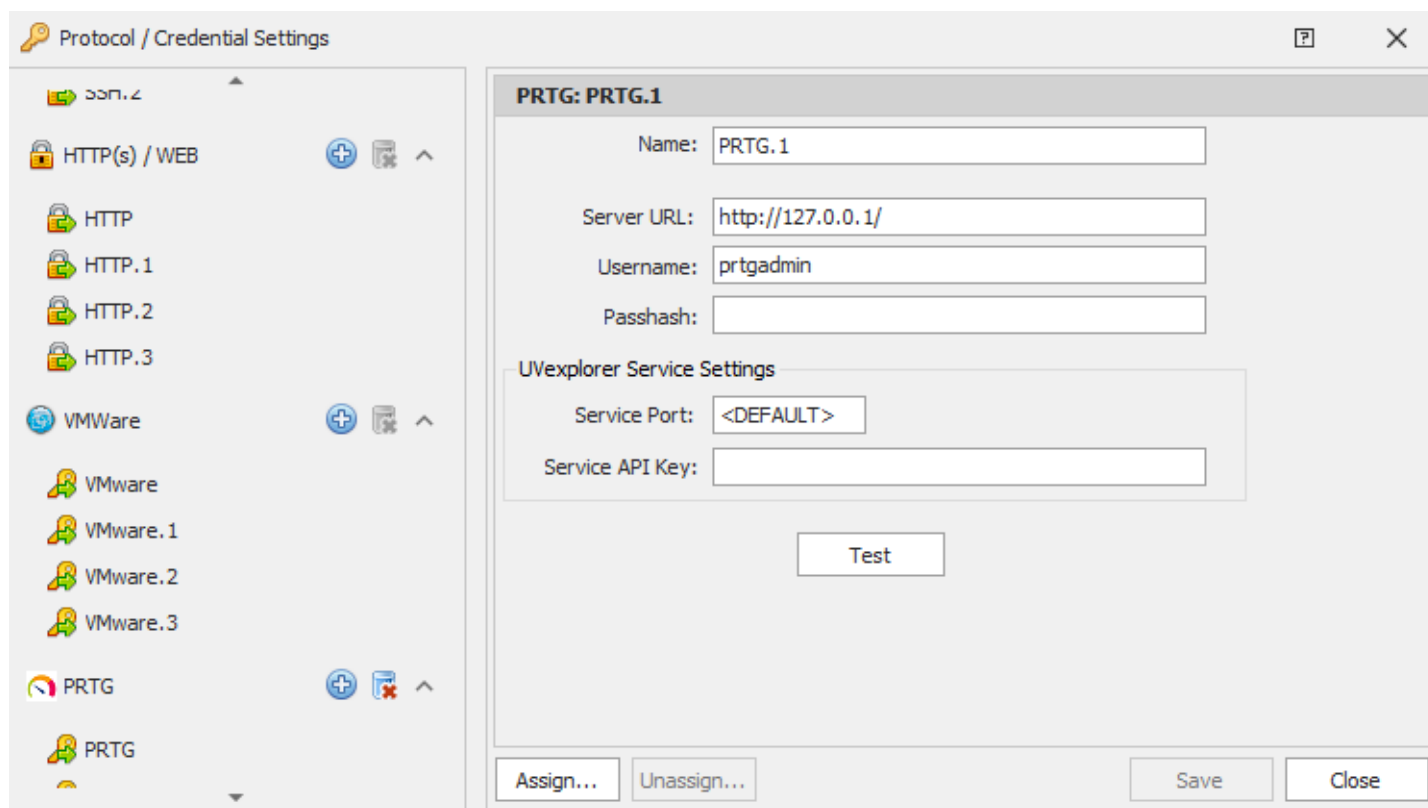 Protocol / Credential Settings
SSH.2
HTTP(s) / WEB
HTTP
HTTP.1
HTTP.2
HTTP.3
VMWare
VMware
VMware.1
VMware.2
VMware.3
PRTG
PRTG
PRTG: PRTG.1
Name: PRTG.1
Server URL: http://127.0.0.1/
Username: prtgadmin
Passhash:
UVexplorer Service Settings
Service Port: <DEFAULT>
Service API Key:
Test
Assign... Unassign... Save Close